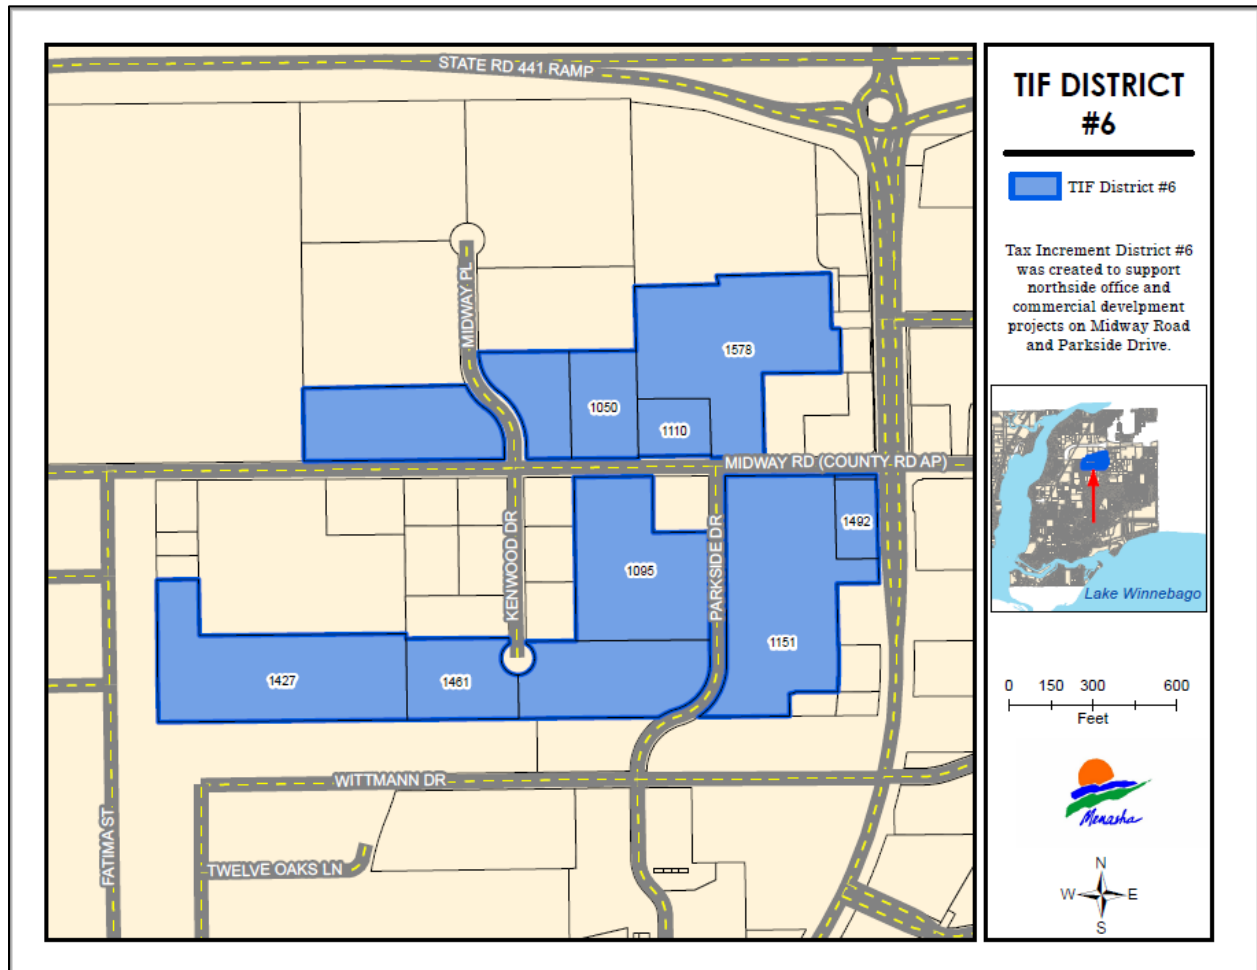 STATE RD 441 RAMP
MIDWAY PL
1578
1050
1110
MIDWAY RD (COUNTY RD AP)
KENWOOD DR
PARKSIDE DR
1492
1095
1151
1427
1461
WITTMANN DR
FATIMA ST
TWELVE OAKS LN
TIF DISTRICT
#6
TIF District #6
Tax Increment District #6
was created to support
northside office and
commercial develpment
projects on Midway Road
and Parkside Drive.
Lake Winnebago
0 150 300 600
Feet
Menasha
N
W E
S